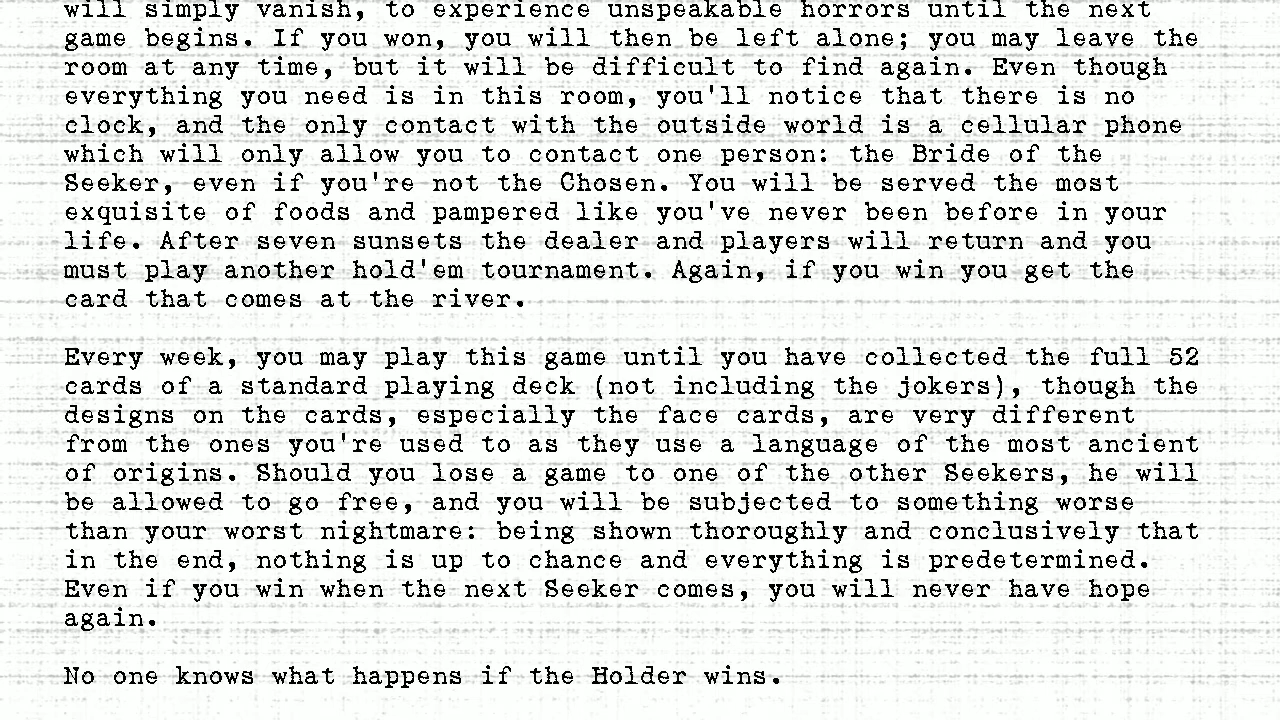 will simply vanish, to experience unspeakable horrors until the next
game begins. If you won, you will then be left alone; you may leave the
room at any time, but it will be difficult to find again. Even though
everything you need is in this room, you'll notice that there is no
clock, and the only contact with the outside world is a cellular phone
which will only allow you to contact one person: the Bride of the
Seeker, even if you're not the Chosen. You will be served the most
exquisite of foods and pampered like you've never been before in your
life. After seven sunsets the dealer and players will return and you
must play another hold'em tournament. Again, if you win you get the
card that comes at the river.

Every week, you may play this game until you have collected the full 52
cards of a standard playing deck (not including the jokers), though the
designs on the cards, especially the face cards, are very different
from the ones you're used to as they use a language of the most ancient
of origins. Should you lose a game to one of the other Seekers, he will
be allowed to go free, and you will be subjected to something worse
than your worst nightmare: being shown thoroughly and conclusively that
in the end, nothing is up to chance and everything is predetermined.
Even if you win when the next Seeker comes, you will never have hope
again.

No one knows what happens if the Holder wins.